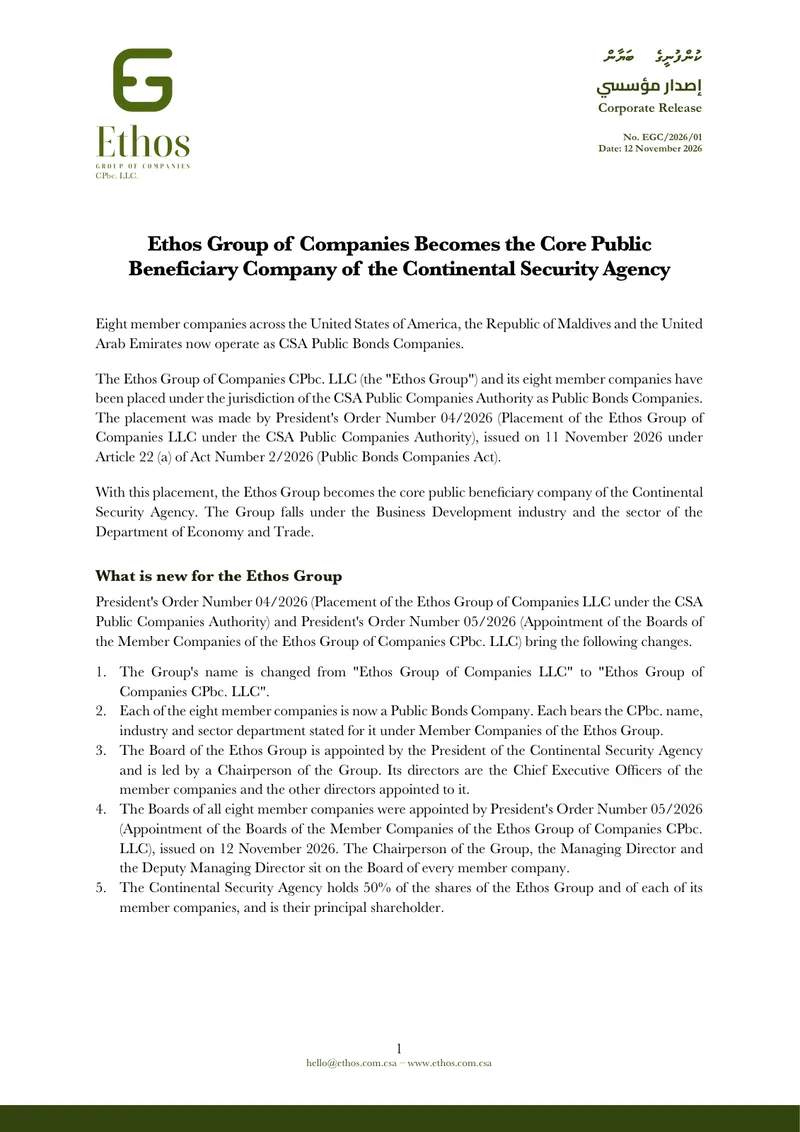 Ethos
GROUP OF COMPANIES
CPbc. LLC.
ކުންފުނީގެ ބަޔާން
إصدار مؤسسي
Corporate Release
No. EGC/2026/01
Date: 12 November 2026
Ethos Group of Companies Becomes the Core Public
Beneficiary Company of the Continental Security Agency
Eight member companies across the United States of America, the Republic of Maldives and the United
Arab Emirates now operate as CSA Public Bonds Companies.
The Ethos Group of Companies CPbc. LLC (the "Ethos Group") and its eight member companies have
been placed under the jurisdiction of the CSA Public Companies Authority as Public Bonds Companies.
The placement was made by President's Order Number 04/2026 (Placement of the Ethos Group of
Companies LLC under the CSA Public Companies Authority), issued on 11 November 2026 under
Article 22 (a) of Act Number 2/2026 (Public Bonds Companies Act).
With this placement, the Ethos Group becomes the core public beneficiary company of the Continental
Security Agency. The Group falls under the Business Development industry and the sector of the
Department of Economy and Trade.
What is new for the Ethos Group
President's Order Number 04/2026 (Placement of the Ethos Group of Companies LLC under the CSA
Public Companies Authority) and President's Order Number 05/2026 (Appointment of the Boards of
the Member Companies of the Ethos Group of Companies CPbc. LLC) bring the following changes.
1. The Group's name is changed from "Ethos Group of Companies LLC" to "Ethos Group of
Companies CPbc. LLC".
2. Each of the eight member companies is now a Public Bonds Company. Each bears the CPbc. name,
industry and sector department stated for it under Member Companies of the Ethos Group.
3. The Board of the Ethos Group is appointed by the President of the Continental Security Agency
and is led by a Chairperson of the Group. Its directors are the Chief Executive Officers of the
member companies and the other directors appointed to it.
4. The Boards of all eight member companies were appointed by President's Order Number 05/2026
(Appointment of the Boards of the Member Companies of the Ethos Group of Companies CPbc.
LLC), issued on 12 November 2026. The Chairperson of the Group, the Managing Director and
the Deputy Managing Director sit on the Board of every member company.
5. The Continental Security Agency holds 50% of the shares of the Ethos Group and of each of its
member companies, and is their principal shareholder.
1
hello@ethos.com.csa – www.ethos.com.csa